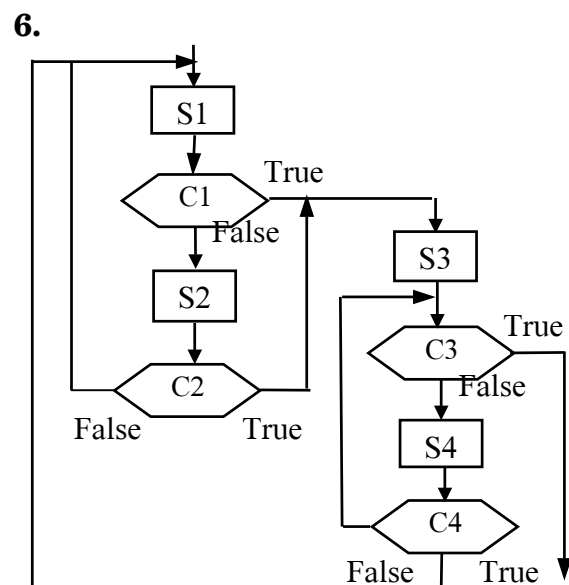 6.
S1
True
C1
False
S2
S3
True
C3
C2
False
False
True
S4
C4
False
True